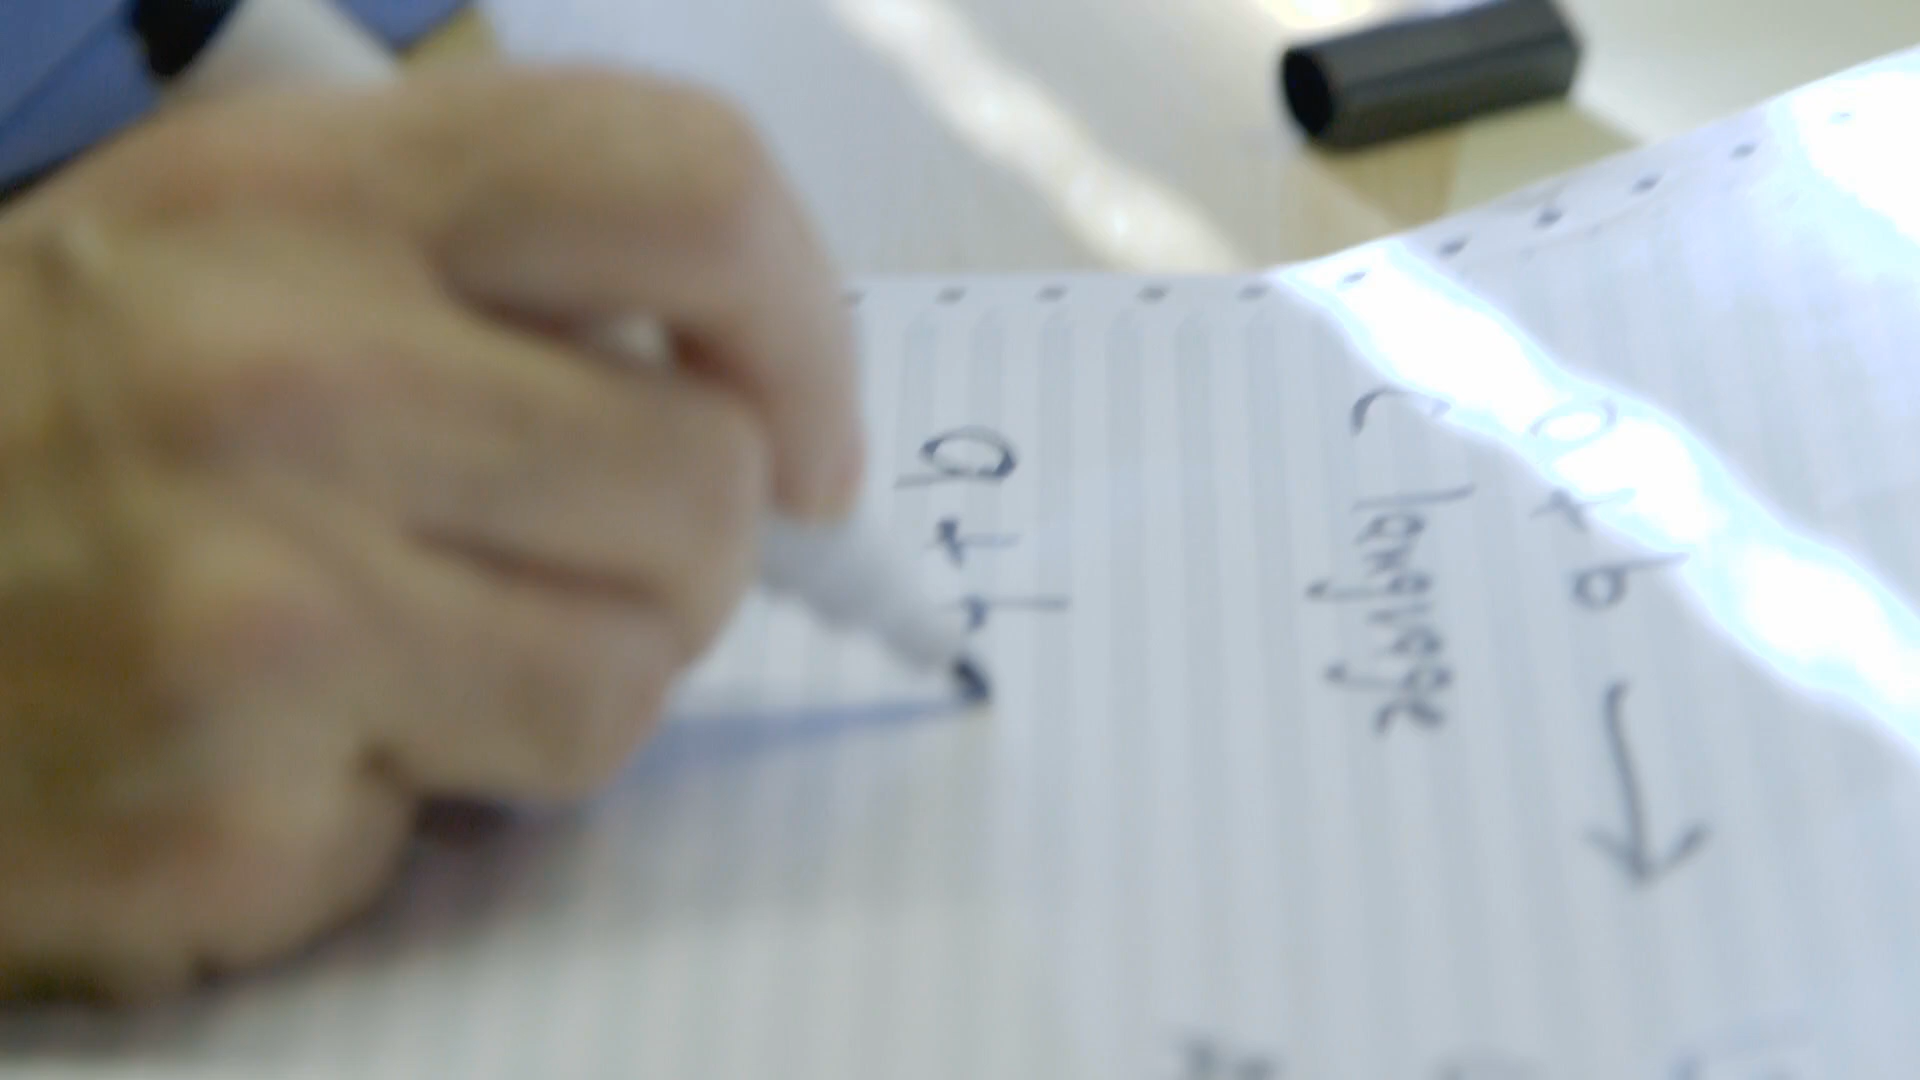 a + b →
C language
a +